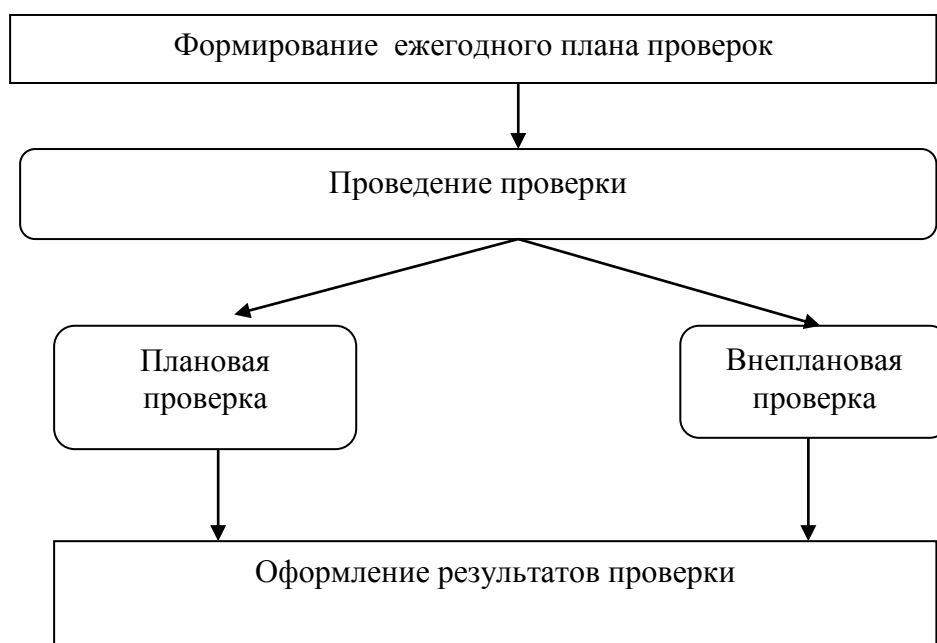 Формирование ежегодного плана проверок
Проведение проверки
Плановая
проверка
Внеплановая
проверка
Оформление результатов проверки